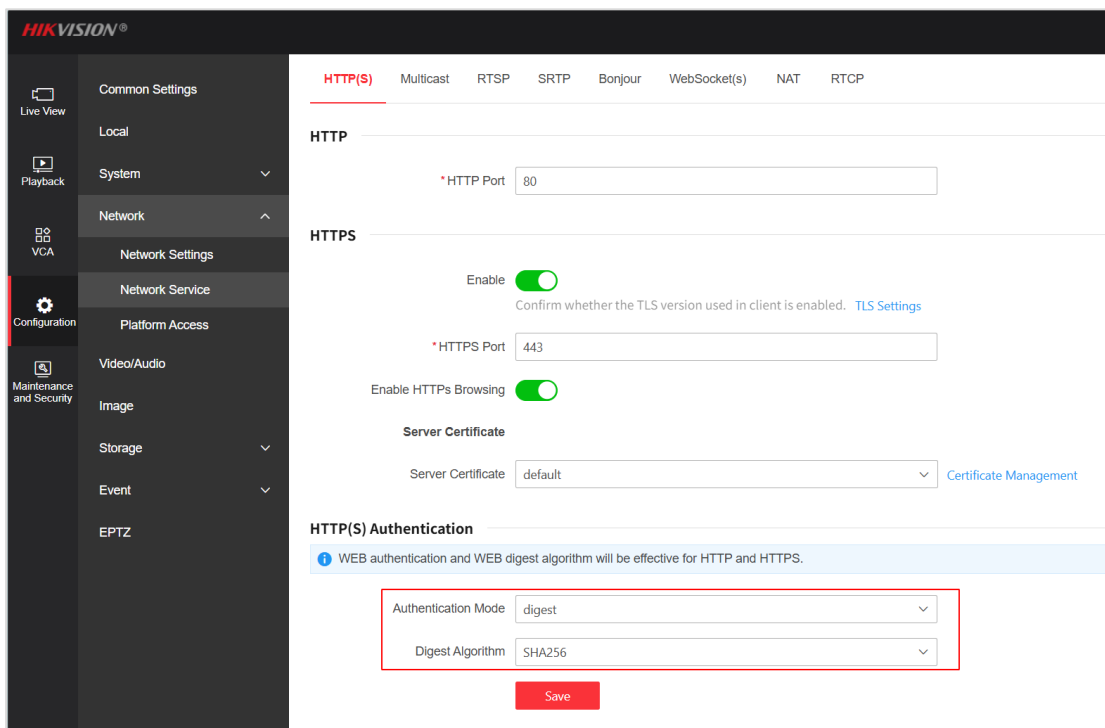 HIKVISION®
Live View
Playback
VCA
Configuration
Maintenance
and Security
Common Settings
Local
System
Network
Network Settings
Network Service
Platform Access
Video/Audio
Image
Storage
Event
EPTZ
HTTP(S) Multicast RTSP SRTP Bonjour WebSocket(s) NAT RTCP
HTTP
*HTTP Port 80
HTTPS
Enable
Confirm whether the TLS version used in client is enabled. TLS Settings
*HTTPS Port 443
Enable HTTPs Browsing
Server Certificate
Server Certificate default Certificate Management
HTTP(S) Authentication
WEB authentication and WEB digest algorithm will be effective for HTTP and HTTPS.
Authentication Mode digest
Digest Algorithm SHA256
Save